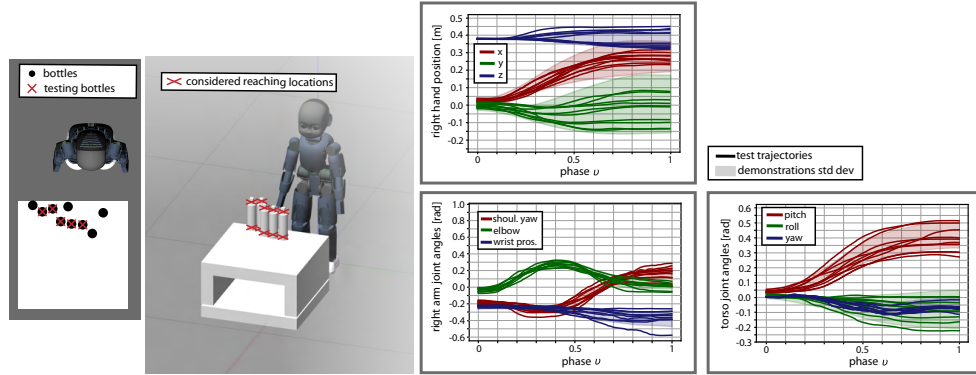 bottles
testing bottles
considered reaching locations
right hand position [m]
0.5
0.4
0.3
0.2
0.1
0.0
-0.1
-0.2
x
y
z
0
0.5
1
phase υ
test trajectories
demonstrations std dev
right arm joint angles [rad]
1.0
0.8
0.6
0.4
0.2
0.0
-0.2
-0.4
-0.6
shoul. yaw
elbow
wrist pros.
0
0.5
1
phase υ
torso joint angles [rad]
0.6
0.5
0.4
0.3
0.2
0.1
0.0
-0.1
-0.2
-0.3
pitch
roll
yaw
0
0.5
1
phase υ